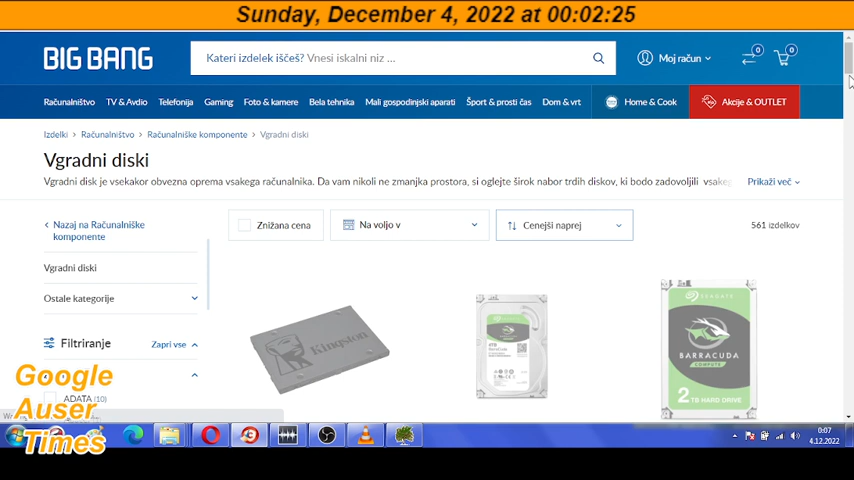 Sunday, December 4, 2022 at 00:02:25
BIG BANG
Kateri izdelek iščeš? Vnesi iskalni niz ...
Moj račun
0
0
Računalništvo
TV & Avdio
Telefonija
Gaming
Foto & kamere
Bela tehnika
Mali gospodinjski aparati
Šport & prosti čas
Dom & vrt
Home & Cook
Akcije & OUTLET
Izdelki > Računalništvo > Računalniške komponente > Vgradni diski
Vgradni diski
Vgradni disk je vsekakor obvezna oprema vsakega računalnika. Da vam nikoli ne zmanjka prostora, si oglejte širok nabor trdih diskov, ki bodo zadovoljili vsake
Prikaži več
Nazaj na Računalniške
komponente
Znižana cena
Na voljo v
Cenejši naprej
561 izdelkov
Vgradni diski
Ostale kategorije
Filtriranje
Zapri vse
ADATA (10)
Kingston
SEAGATE
BARRACUDA
COMPUTE
2 TB HARD DRIVE
Google
Auser
Times
0:07
4.12.2022